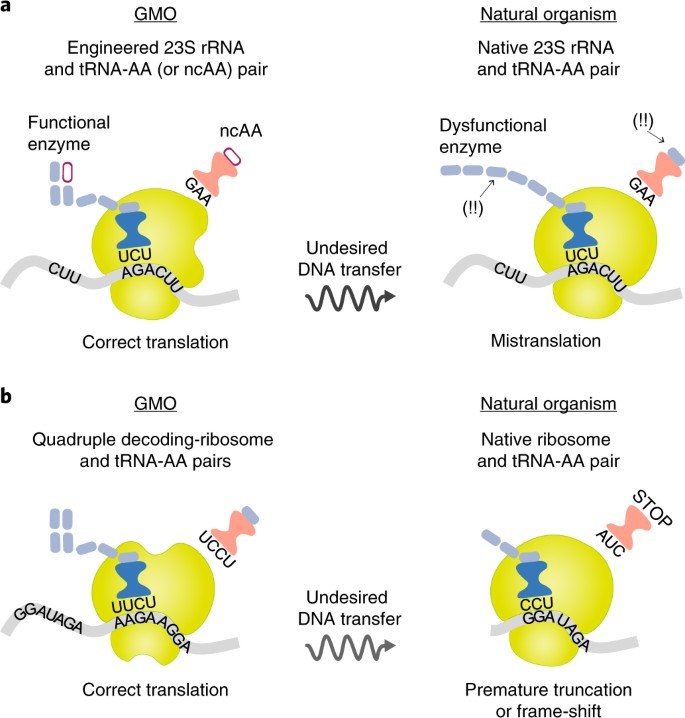 a
GMO
Engineered 23S rRNA
and tRNA-AA (or ncAA) pair
Functional
enzyme
ncAA
GAA
UCU
CUU
AGACUU
Correct translation
Undesired
DNA transfer
Natural organism
Native 23S rRNA
and tRNA-AA pair
Dysfunctional
enzyme
(!!)
(!!)
GAA
UCU
CUU
AGACUU
Mistranslation
b
GMO
Quadruple decoding-ribosome
and tRNA-AA pairs
UCCU
UUCU
GGAUAGA
AAGAAGGA
Correct translation
Undesired
DNA transfer
Natural organism
Native ribosome
and tRNA-AA pair
STOP
AUC
CCU
GGA UAGA
Premature truncation
or frame-shift